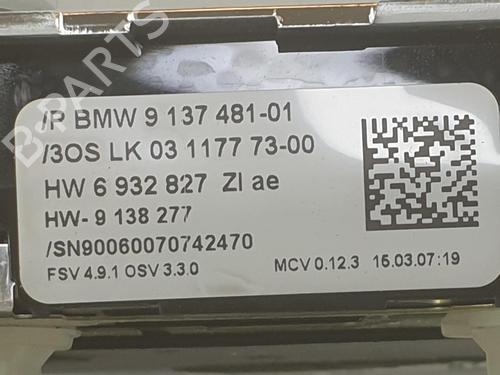 B-PARTS
/P BMW 9 137 481-01
/3OS LK 03 1177 73-00
HW 6 932 827 ZI ae
HW- 9 138 277
/SN90060070742470
FSV 4.9.1 OSV 3.3.0 MCV 0.12.3 16.03.07:19